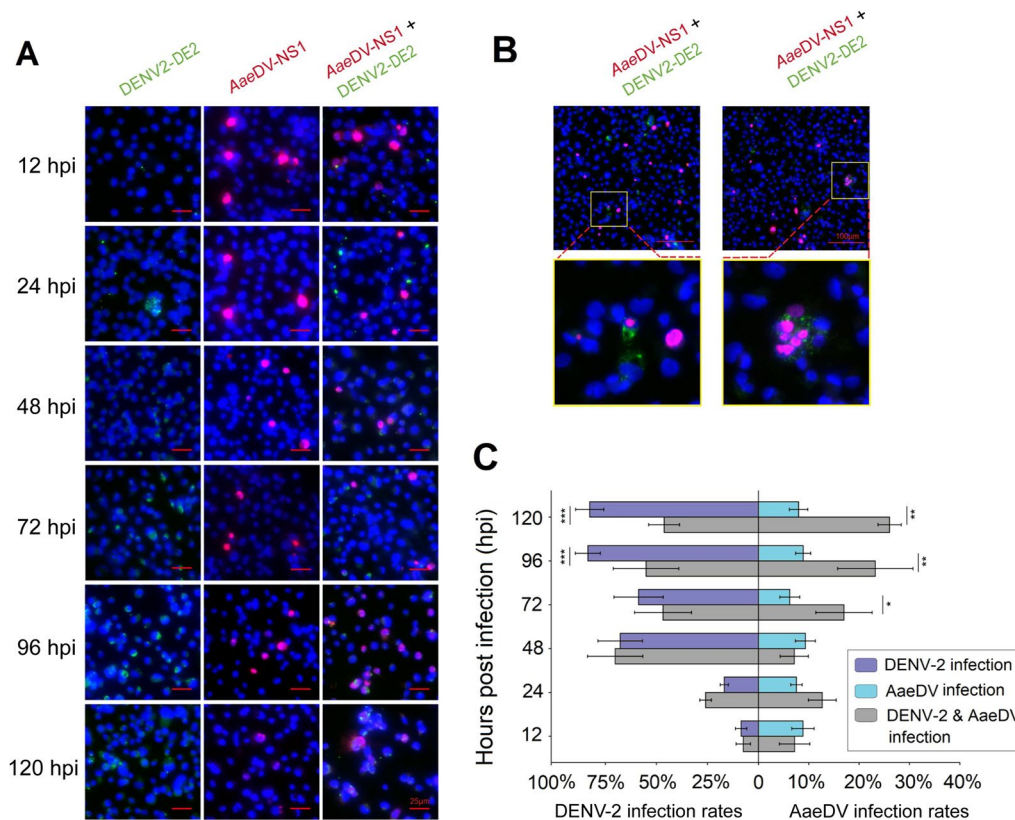 A
DENV2-DE2
AaeDV-NS1
AaeDV-NS1 +
DENV2-DE2
12 hpi
24 hpi
48 hpi
72 hpi
96 hpi
120 hpi
25μm
B
AaeDV-NS1 +
DENV2-DE2
AaeDV-NS1 +
DENV2-DE2
100μm
C
Hours post infection (hpi)
120
96
72
48
24
12
***
**
***
**
*
DENV-2 infection
AaeDV infection
DENV-2 & AaeDV
infection
100% 75% 50% 25% 0 10% 20% 30% 40%
DENV-2 infection rates AaeDV infection rates